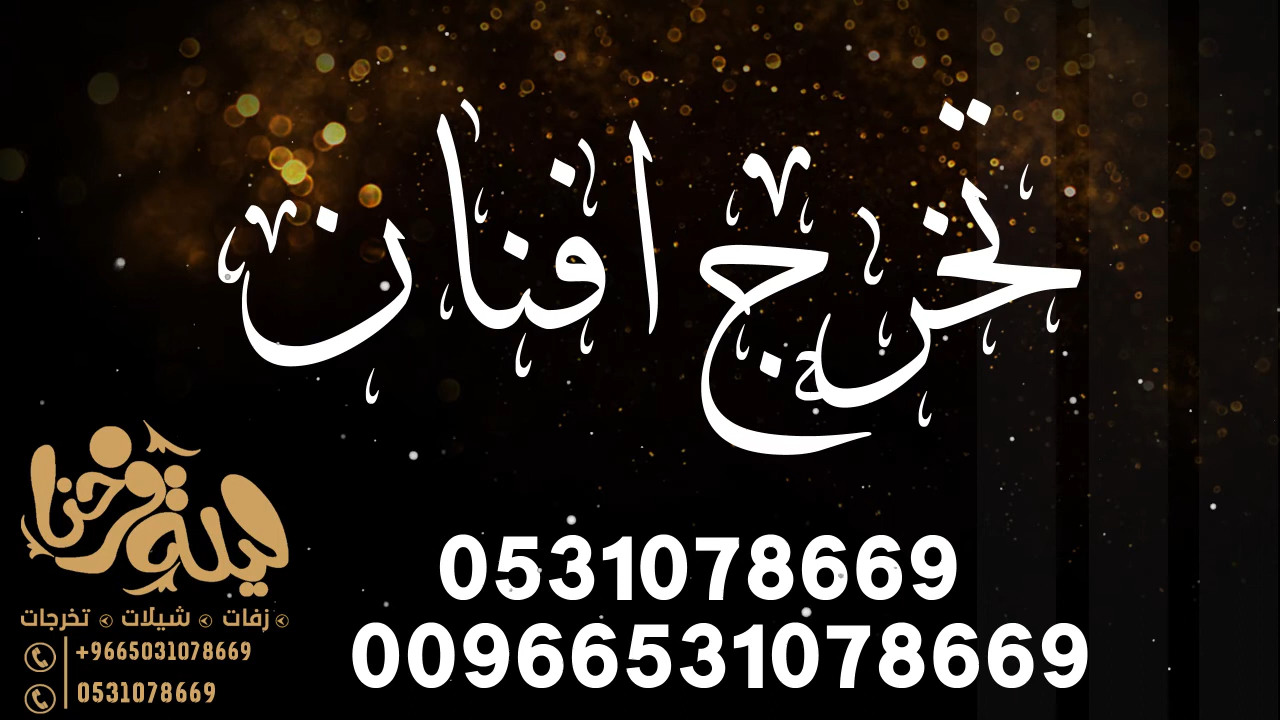 تخرج افنان
0531078669
00966531078669
ليلة فرحنا
زفات شيلات تخرجات
+9665031078669
0531078669